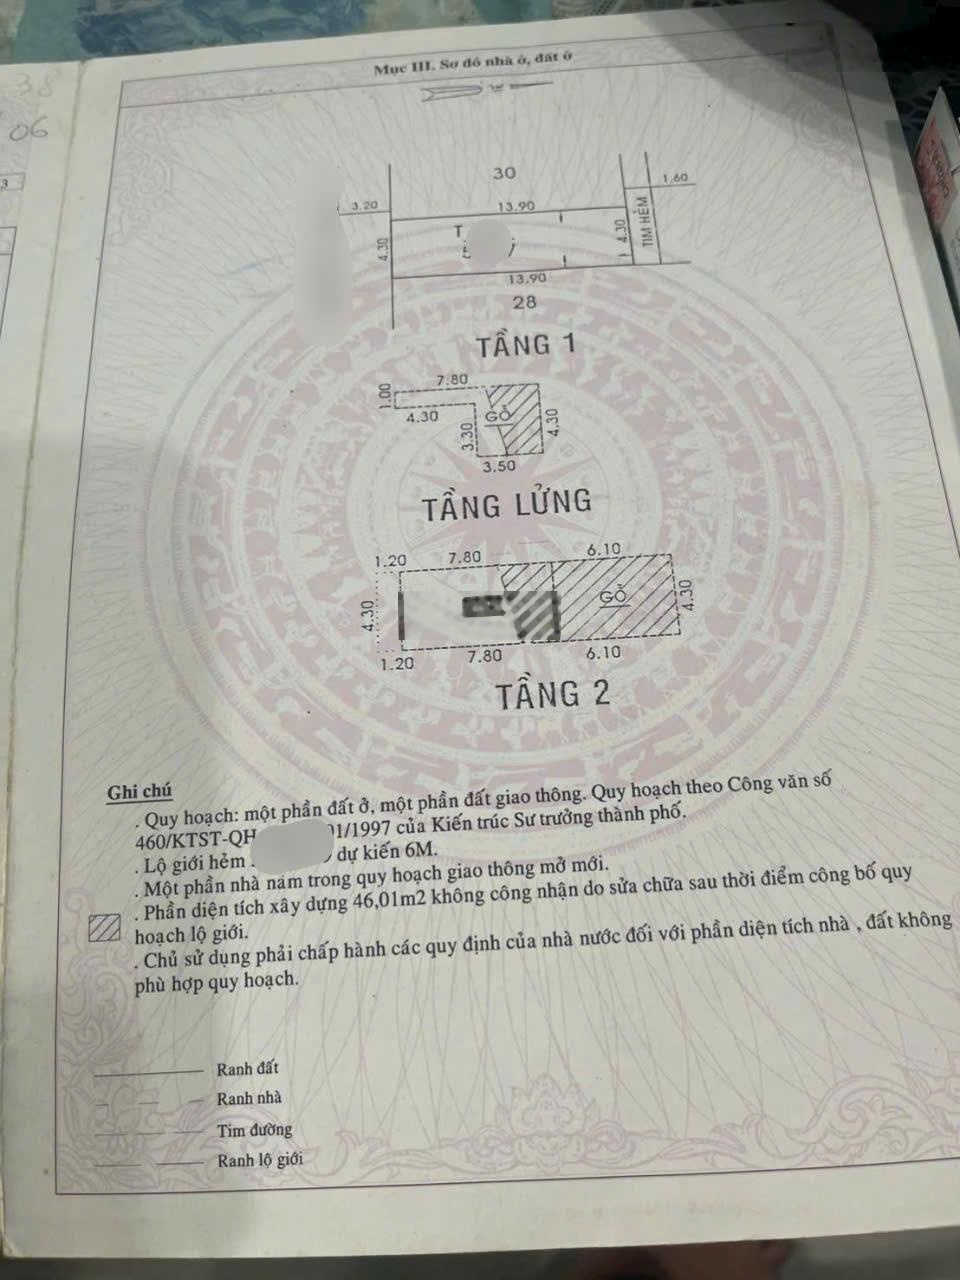 Mục III. Sơ đồ nhà ở, đất ở
38
06
3
30
1.60
3.20
13.90
4.30
T.
4.30
TIM HẺM
13.90
28
TẦNG 1
7.80
1.00
4.30
GỖ
3.30
4.30
3.50
TẦNG LỬNG
1.20
7.80
6.10
4.30
GỖ
4.30
1.20
7.80
6.10
TẦNG 2
Ghi chú
. Quy hoạch: một phần đất ở, một phần đất giao thông. Quy hoạch theo Công văn số
460/KTST-QH 01/1997 của Kiến trúc Sư trưởng thành phố.
. Lộ giới hẻm dự kiến 6M.
. Một phần nhà nằm trong quy hoạch giao thông mở mới.
. Phần diện tích xây dựng 46,01m2 không công nhận do sửa chữa sau thời điểm công bố quy
hoạch lộ giới.
. Chủ sử dụng phải chấp hành các quy định của nhà nước đối với phần diện tích nhà , đất không
phù hợp quy hoạch.
Ranh đất
Ranh nhà
Tim đường
Ranh lộ giới